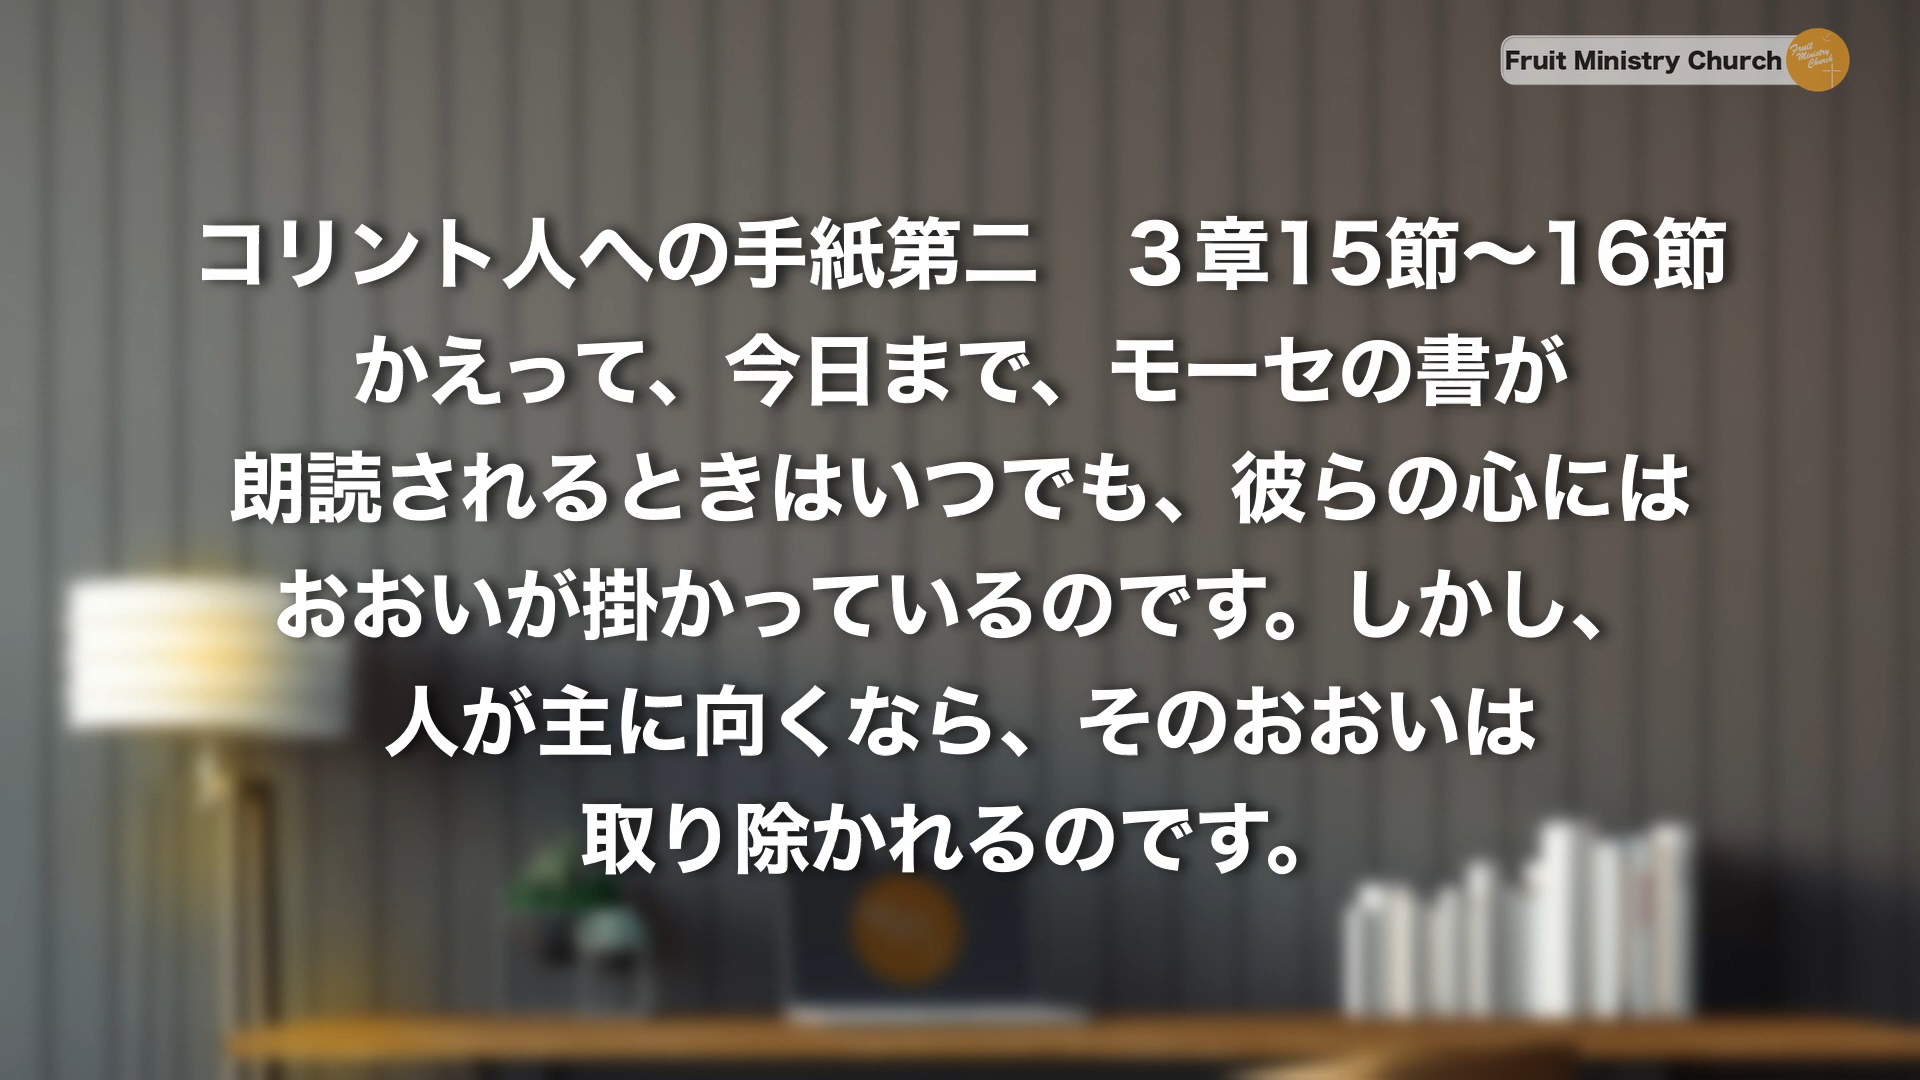 Fruit Ministry Church
Fruit
Ministry
Church
コリント人への手紙第二　３章15節〜16節
かえって、今日まで、モーセの書が
朗読されるときはいつでも、彼らの心には
おおいが掛かっているのです。しかし、
人が主に向くなら、そのおおいは
取り除かれるのです。